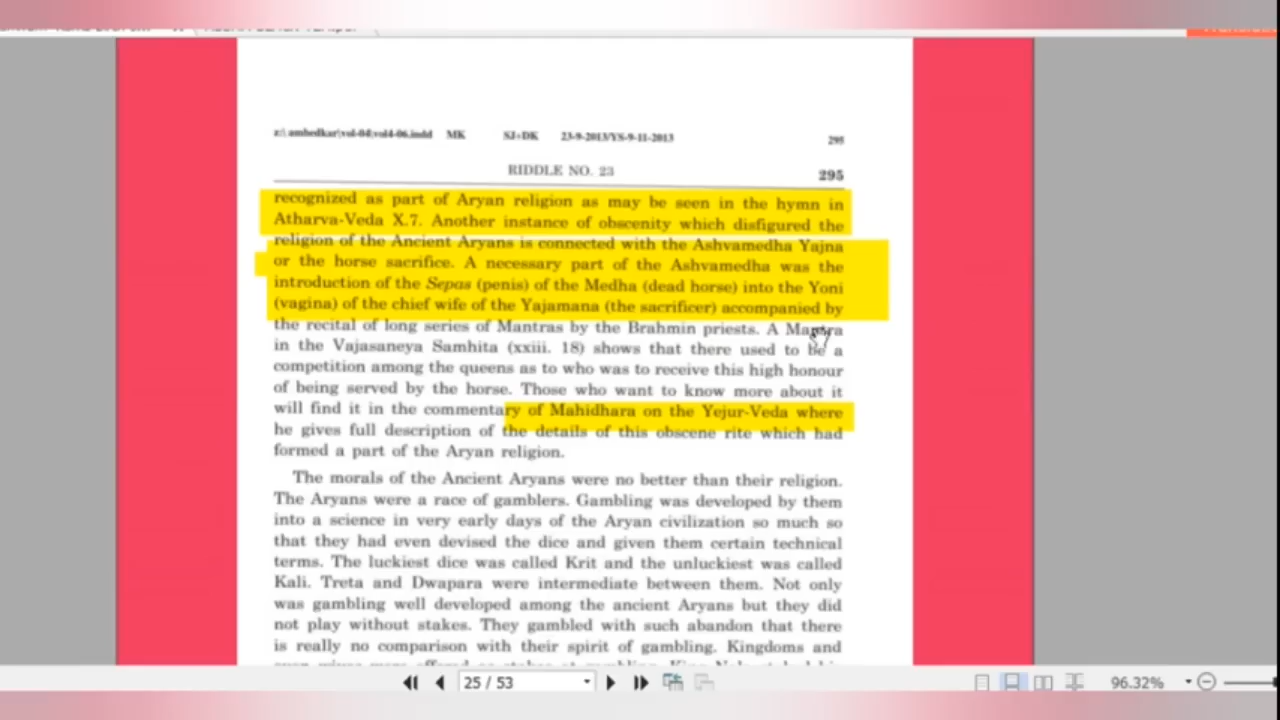 z:\ ambedkar\vol-04\vol4-06.indd MK SJ+DK 23-9-2013/YS-9-11-2013 295
RIDDLE NO. 23 295
recognized as part of Aryan religion as may be seen in the hymn in
Atharva-Veda X.7. Another instance of obscenity which disfigured the
religion of the Ancient Aryans is connected with the Ashvamedha Yajna
or the horse sacrifice. A necessary part of the Ashvamedha was the
introduction of the Sepas (penis) of the Medha (dead horse) into the Yoni
(vagina) of the chief wife of the Yajamana (the sacrificer) accompanied by
the recital of long series of Mantras by the Brahmin priests. A Mantra
in the Vajasaneya Samhita (xxiii. 18) shows that there used to be a
competition among the queens as to who was to receive this high honour
of being served by the horse. Those who want to know more about it
will find it in the commentary of Mahidhara on the Yejur-Veda where
he gives full description of the details of this obscene rite which had
formed a part of the Aryan religion.
The morals of the Ancient Aryans were no better than their religion.
The Aryans were a race of gamblers. Gambling was developed by them
into a science in very early days of the Aryan civilization so much so
that they had even devised the dice and given them certain technical
terms. The luckiest dice was called Krit and the unluckiest was called
Kali. Treta and Dwapara were intermediate between them. Not only
was gambling well developed among the ancient Aryans but they did
not play without stakes. They gambled with such abandon that there
is really no comparison with their spirit of gambling. Kingdoms and
25 / 53 96.32%